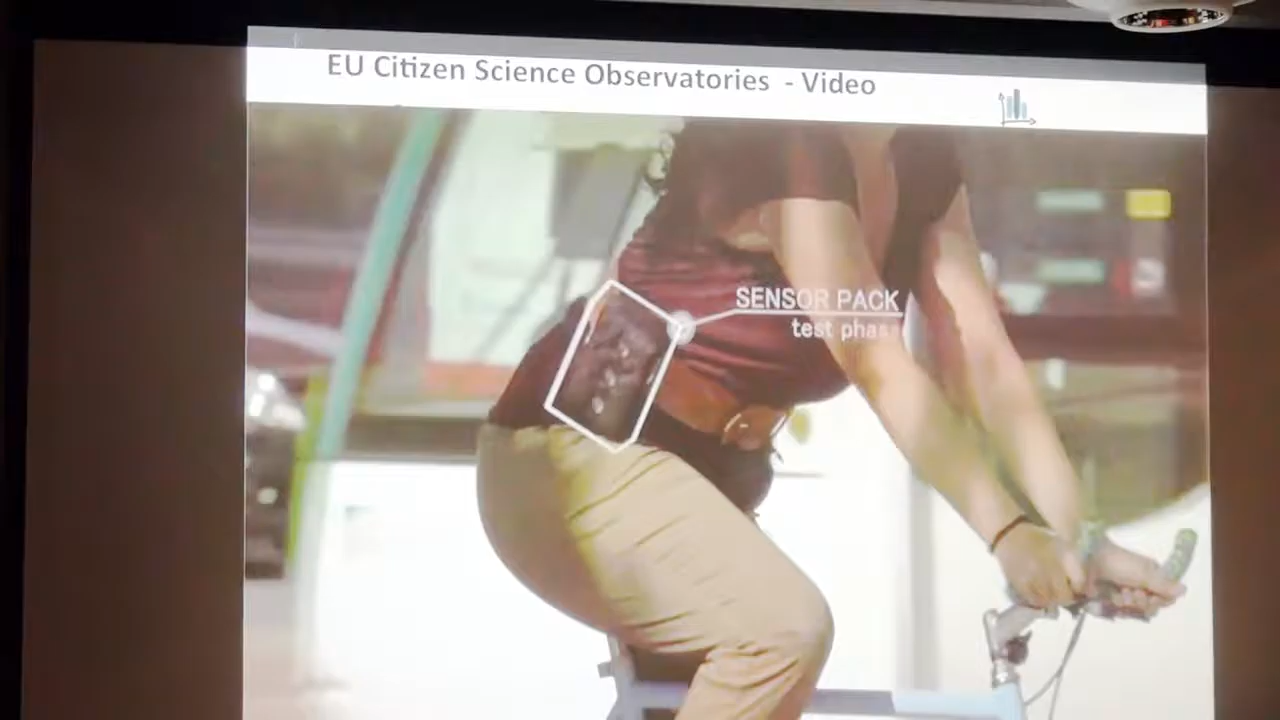 EU Citizen Science Observatories - Video
SENSOR PACK
test phase